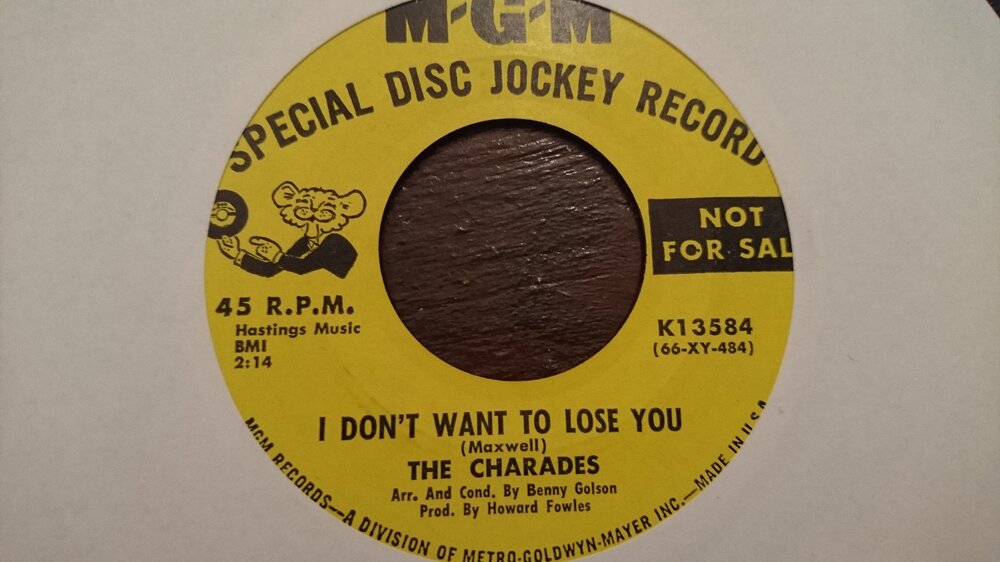 M-G-M
SPECIAL DISC JOCKEY RECORD
NOT
FOR SAL
45 R.P.M.
Hastings Music
BMI
2:14
K13584
(66-XY-484)
I DON'T WANT TO LOSE YOU
(Maxwell)
THE CHARADES
Arr. And Cond. By Benny Golson
Prod. By Howard Fowles
MGM RECORDS—A DIVISION OF METRO-GOLDWYN-MAYER INC.—MADE IN U.S.A.